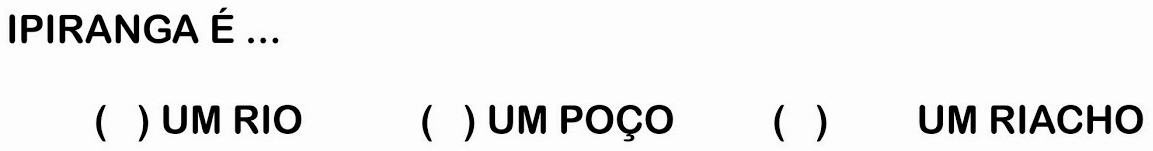 IPIRANGA É ...
( ) UM RIO ( ) UM POÇO ( ) UM RIACHO